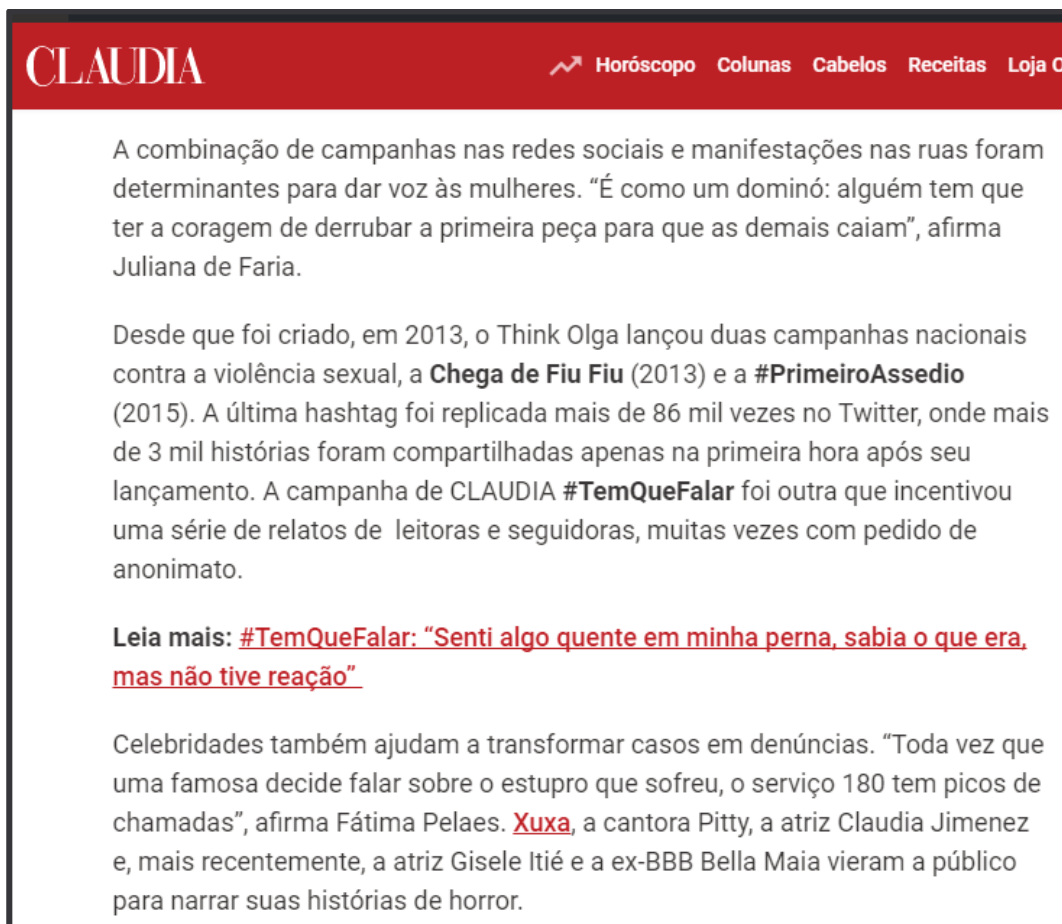 CLAUDIA
Horóscopo Colunas Cabelos Receitas Loja
A combinação de campanhas nas redes sociais e manifestações nas ruas foram
determinantes para dar voz às mulheres. “É como um dominó: alguém tem que
ter a coragem de derrubar a primeira peça para que as demais caiam”, afirma
Juliana de Faria.
Desde que foi criado, em 2013, o Think Olga lançou duas campanhas nacionais
contra a violência sexual, a Chega de Fiu Fiu (2013) e a #PrimeiroAssedio
(2015). A última hashtag foi replicada mais de 86 mil vezes no Twitter, onde mais
de 3 mil histórias foram compartilhadas apenas na primeira hora após seu
lançamento. A campanha de CLAUDIA #TemQueFalar foi outra que incentivou
uma série de relatos de leitoras e seguidoras, muitas vezes com pedido de
anonimato.
Leia mais: #TemQueFalar: “Senti algo quente em minha perna, sabia o que era,
mas não tive reação”
Celebridades também ajudam a transformar casos em denúncias. “Toda vez que
uma famosa decide falar sobre o estupro que sofreu, o serviço 180 tem picos de
chamadas”, afirma Fátima Pelaes. Xuxa, a cantora Pitty, a atriz Claudia Jimenez
e, mais recentemente, a atriz Gisele Itié e a ex-BBB Bella Maia vieram a público
para narrar suas histórias de horror.